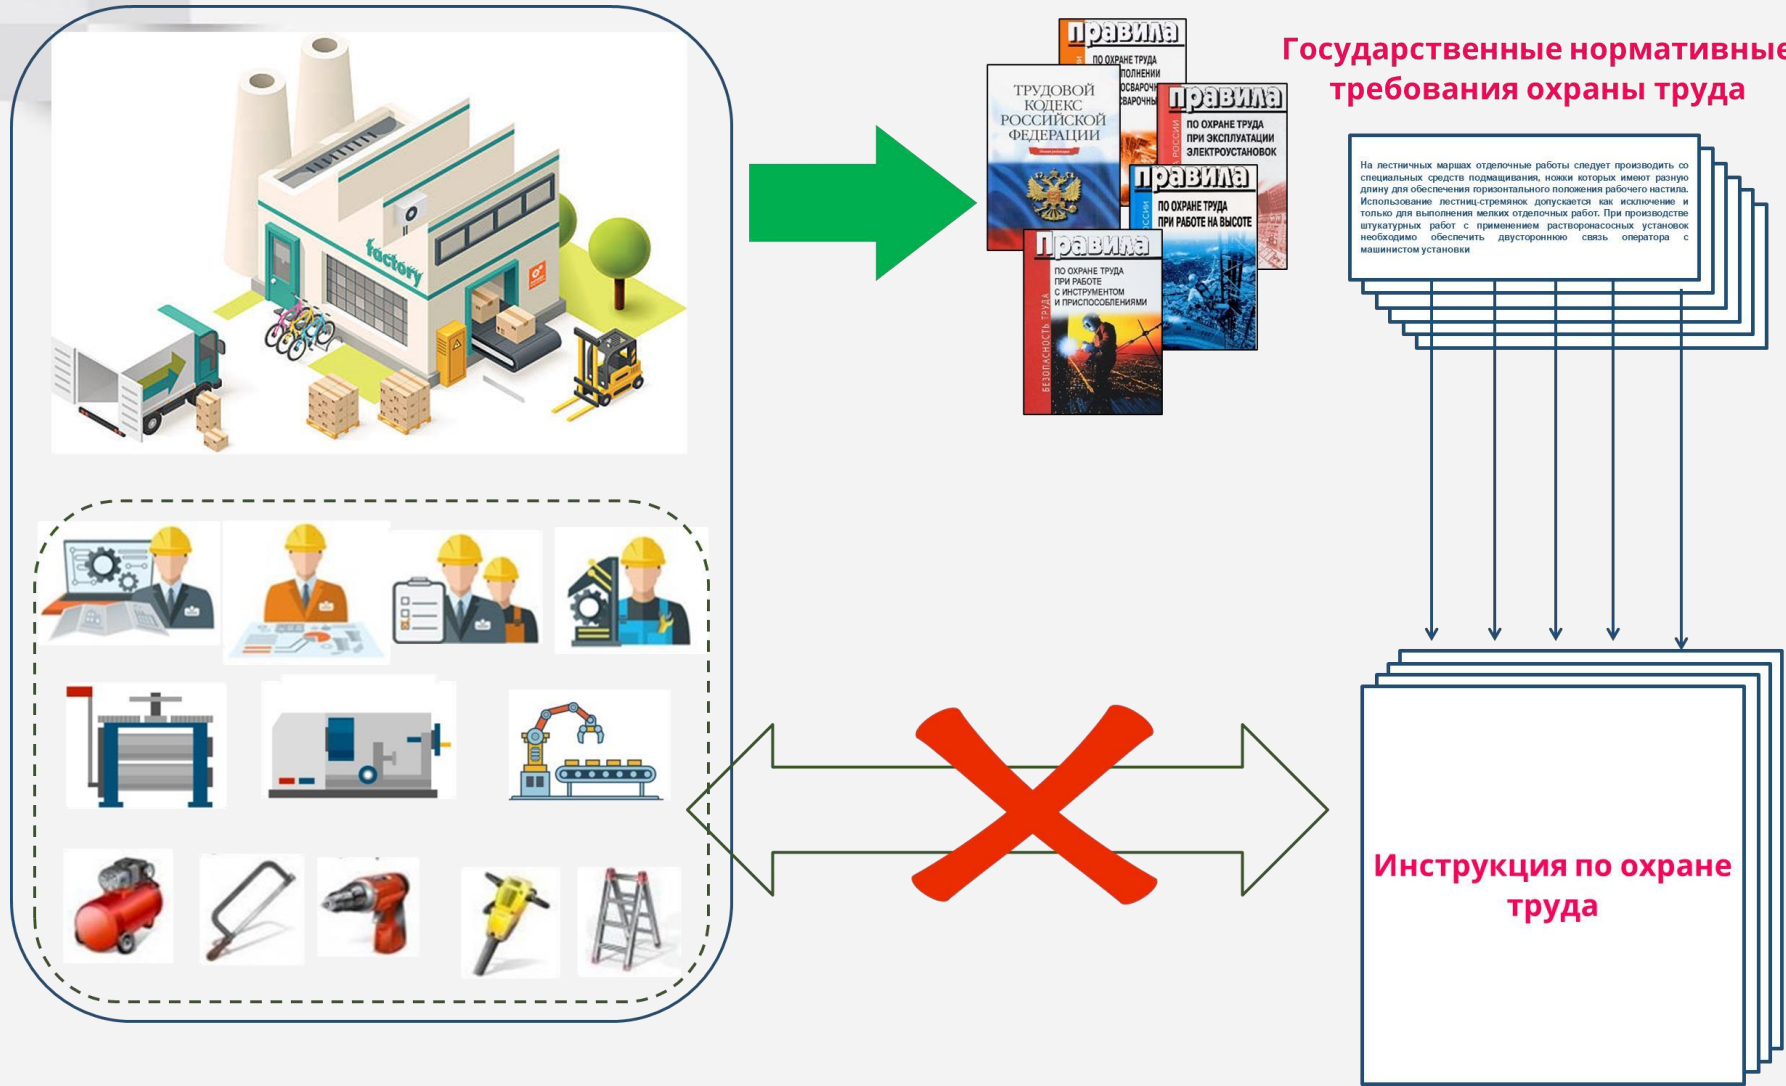 factory
правила
ПО ОХРАНЕ ТРУДА
ТРУДОВОЙ
КОДЕКС
РОССИЙСКОЙ
ФЕДЕРАЦИИ
правила
ПО ОХРАНЕ ТРУДА
ПРИ ЭКСПЛУАТАЦИИ
ЭЛЕКТРОУСТАНОВОК
правила
ПО ОХРАНЕ ТРУДА
ПРИ РАБОТЕ НА ВЫСОТЕ
Правила
ПО ОХРАНЕ ТРУДА
ПРИ РАБОТЕ
С ИНСТРУМЕНТОМ
И ПРИСПОСОБЛЕНИЯМИ
БЕЗОПАСНОСТЬ ТРУДА
Государственные нормативные
требования охраны труда
На лестничных маршах отделочные работы следует производить со
специальных средств подмащивания, ножки которых имеют разную
длину для обеспечения горизонтального положения рабочего настила.
Использование лестниц-стремянок допускается как исключение и
только для выполнения мелких отделочных работ. При производстве
штукатурных работ с применением растворонасосных установок
необходимо обеспечить двустороннюю связь оператора с
машинистом установки
Инструкция по охране
труда